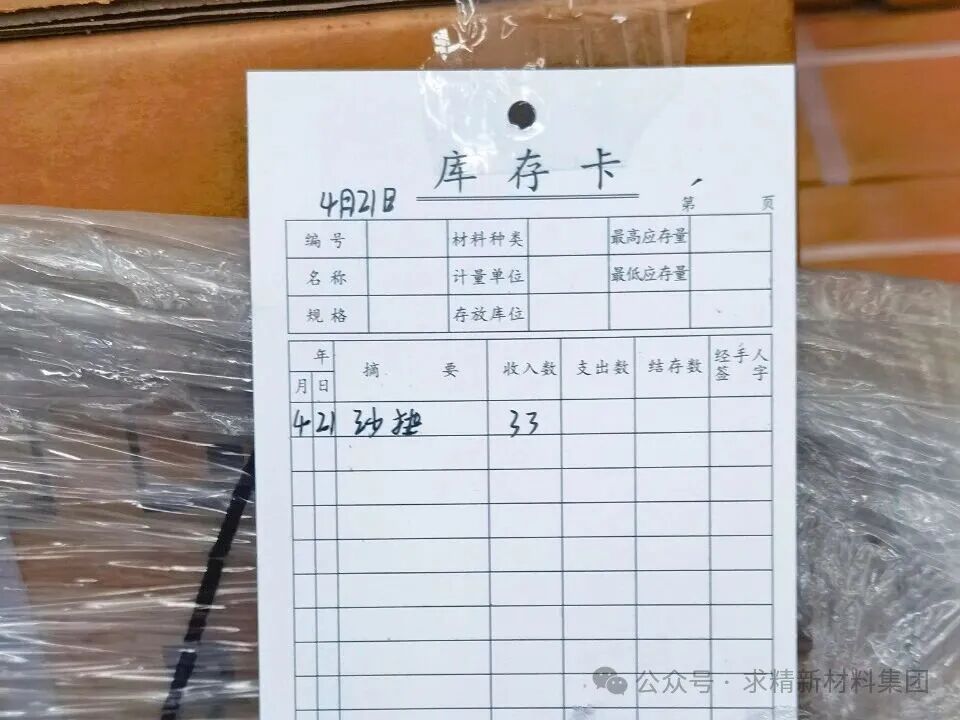 库存卡
4月21日
第 页
编号 材料种类 最高应存量
名称 计量单位 最低应存量
规格 存放库位
年 摘 要 收入数 支出数 结存数 经手人
月 日 签 字
4 21 33
公众号 · 求精新材料集团